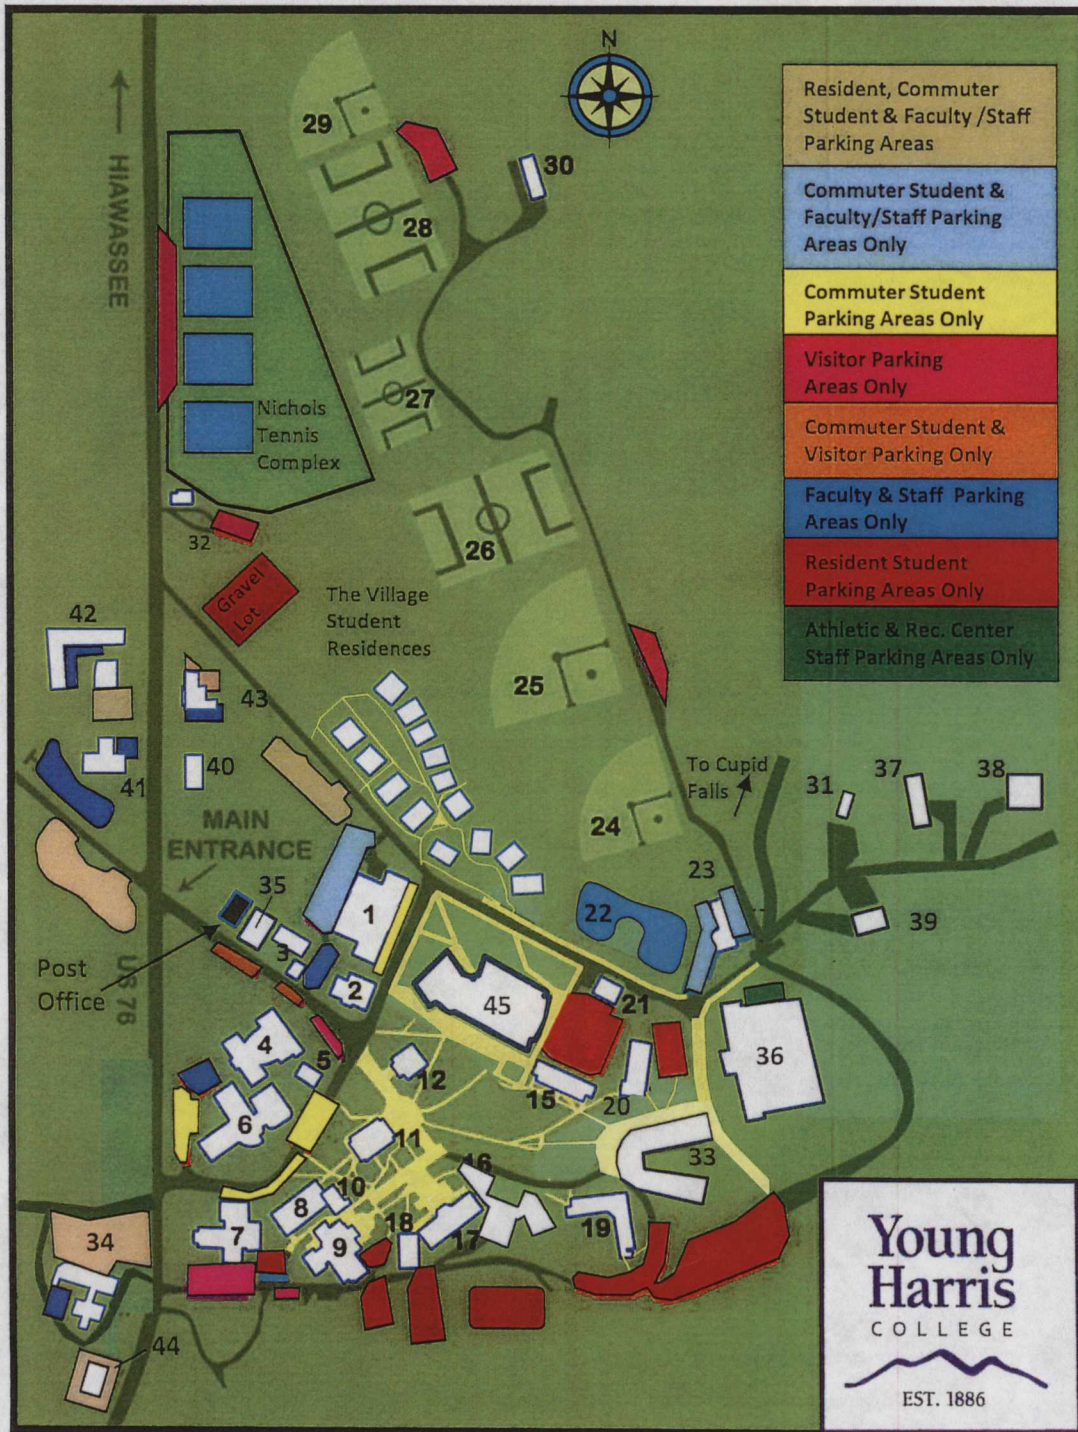 N
Resident, Commuter
Student & Faculty /Staff
Parking Areas
Commuter Student &
Faculty/Staff Parking
Areas Only
Commuter Student
Parking Areas Only
Visitor Parking
Areas Only
Commuter Student &
Visitor Parking Only
Faculty & Staff Parking
Areas Only
Resident Student
Parking Areas Only
Athletic & Rec. Center
Staff Parking Areas Only
HIAWASSEE
29
30
28
27
Nichols
Tennis
Complex
26
32
Gravel
Lot
The Village
Student
Residences
42
43
25
41
40
To Cupid
Falls
31
37
38
24
MAIN
ENTRANCE
35
23
39
1
22
3
Post
Office
US 76
2
45
21
4
5
12
36
15
20
6
11
33
16
10
8
18
17
19
7
9
34
44
Young
Harris
COLLEGE
EST. 1886